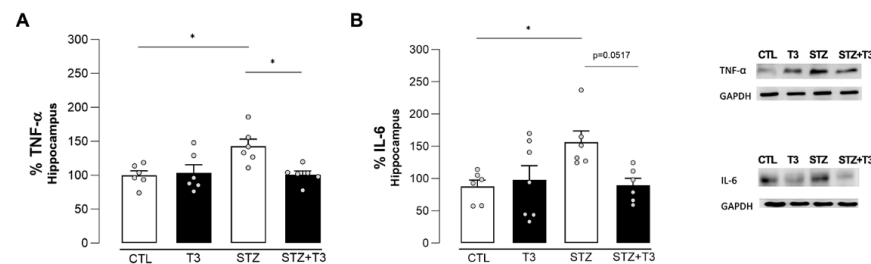 A
% TNF-α
Hippocampus
300
250
200
150
100
50
0
*
*
CTL T3 STZ STZ+T3
B
% IL-6
Hippocampus
300
250
200
150
100
50
0
*
p=0.0517
CTL T3 STZ STZ+T3
CTL T3 STZ STZ+T3
TNF-α
GAPDH
CTL T3 STZ STZ+T3
IL-6
GAPDH